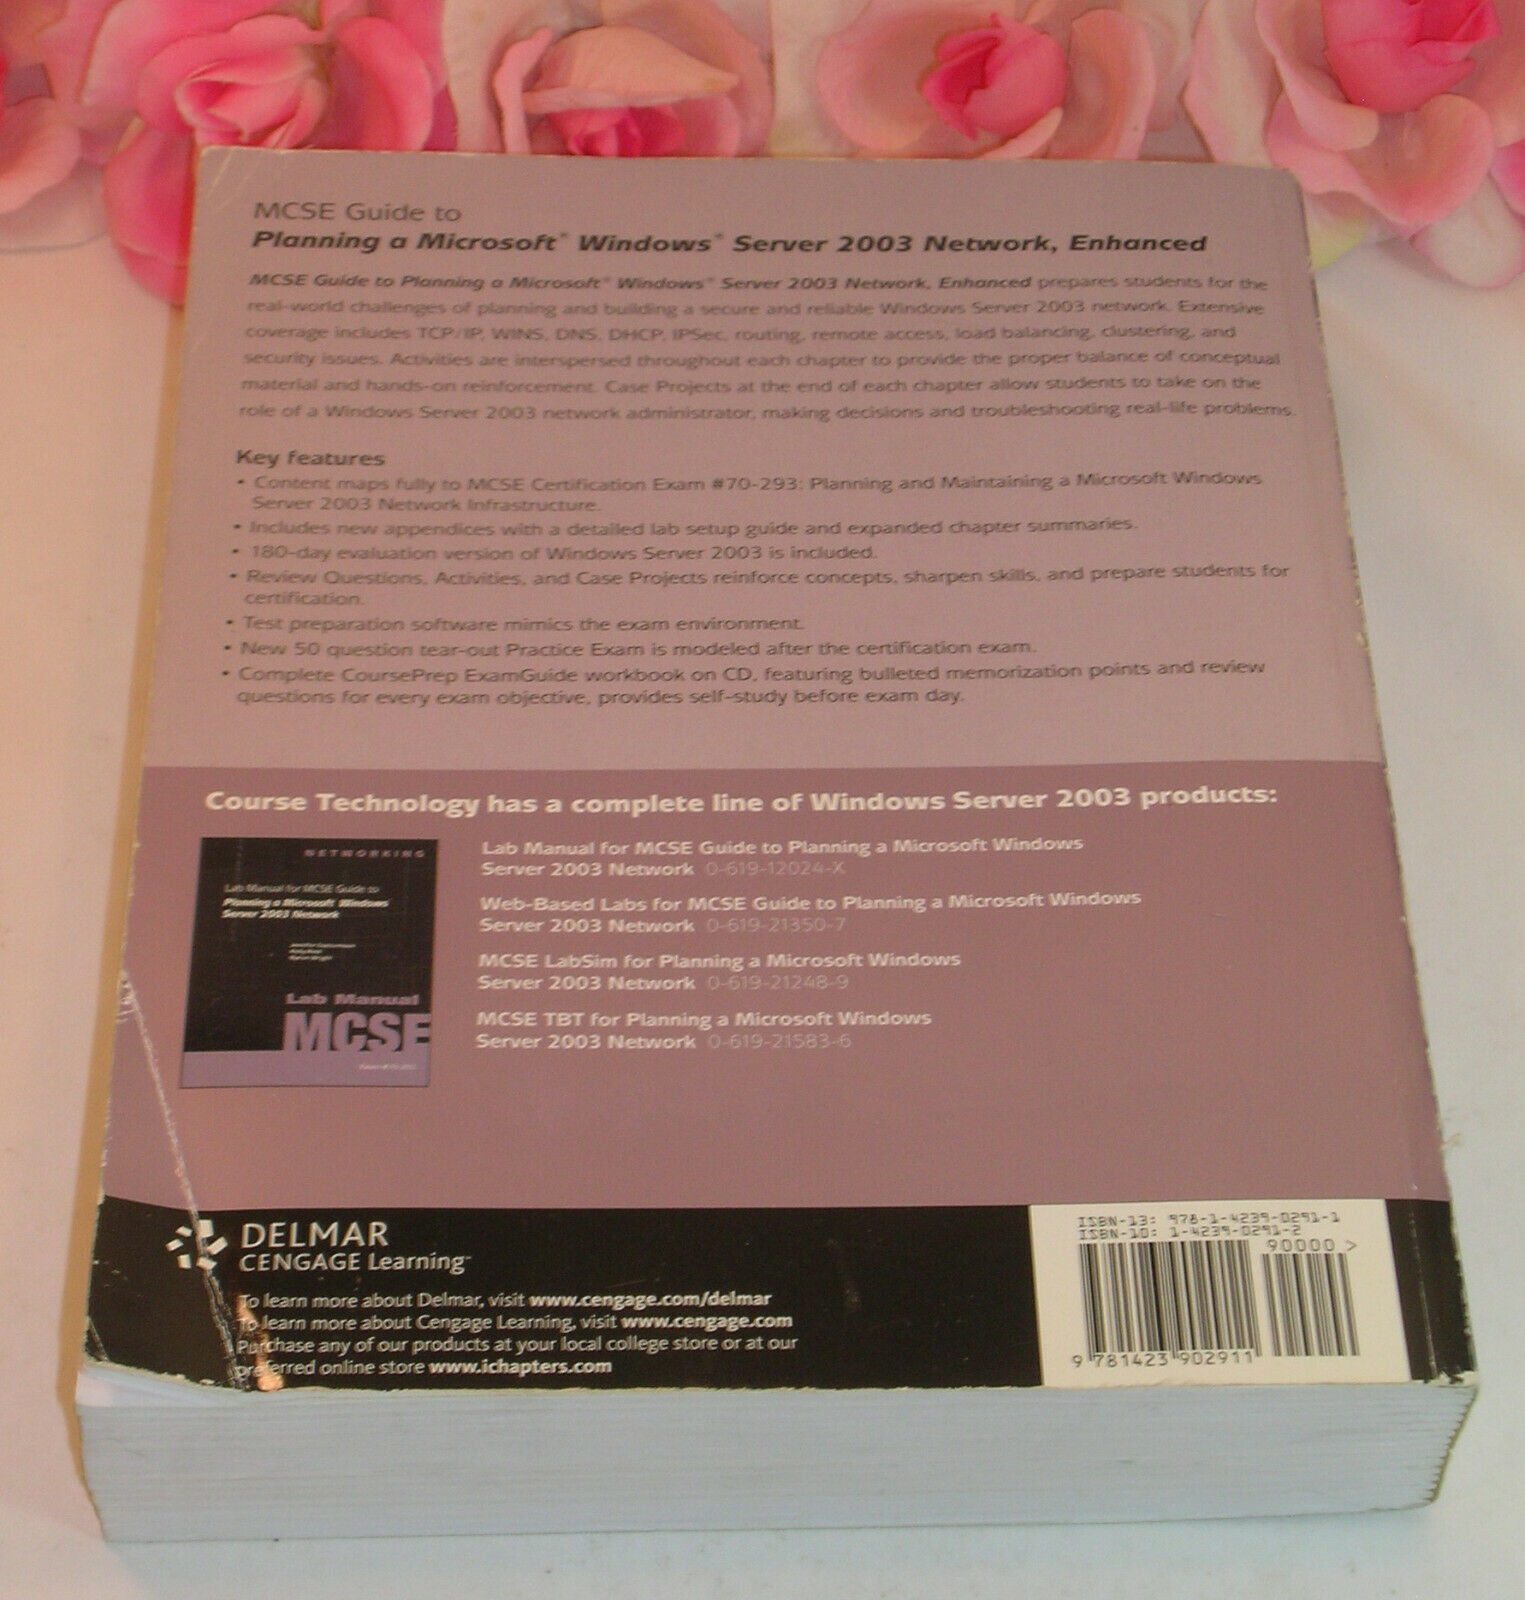 MCSE Guide to
Planning a Microsoft® Windows® Server 2003 Network, Enhanced
MCSE Guide to Planning a Microsoft® Windows® Server 2003 Network, Enhanced prepares students for the
real-world challenges of planning and building a secure and reliable Windows Server 2003 network. Extensive
coverage includes TCP/IP, WINS, DNS, DHCP, IPSec, routing, remote access, load balancing, clustering, and
security issues. Activities are interspersed throughout each chapter to provide the proper balance of conceptual
material and hands-on reinforcement. Case Projects at the end of each chapter allow students to take on the
role of a Windows Server 2003 network administrator, making decisions and troubleshooting real-life problems.
Key features
• Content maps fully to MCSE Certification Exam #70-293: Planning and Maintaining a Microsoft Windows
Server 2003 Network Infrastructure.
• Includes new appendices with a detailed lab setup guide and expanded chapter summaries.
• 180-day evaluation version of Windows Server 2003 is included.
• Review Questions, Activities, and Case Projects reinforce concepts, sharpen skills, and prepare students for
certification.
• Test preparation software mimics the exam environment.
• New 50 question tear-out Practice Exam is modeled after the certification exam.
• Complete CoursePrep ExamGuide workbook on CD, featuring bulleted memorization points and review
questions for every exam objective, provides self-study before exam day.
Course Technology has a complete line of Windows Server 2003 products:
NETWORKING
Lab Manual for MCSE Guide to
Planning a Microsoft Windows
Server 2003 Network
Lab Manual
MCSE
Lab Manual for MCSE Guide to Planning a Microsoft Windows
Server 2003 Network 0-619-12024-X
Web-Based Labs for MCSE Guide to Planning a Microsoft Windows
Server 2003 Network 0-619-21350-7
MCSE LabSim for Planning a Microsoft Windows
Server 2003 Network 0-619-21248-9
MCSE TBT for Planning a Microsoft Windows
Server 2003 Network 0-619-21583-6
DELMAR
CENGAGE Learning™
To learn more about Delmar, visit www.cengage.com/delmar
To learn more about Cengage Learning, visit www.cengage.com
Purchase any of our products at your local college store or at our
preferred online store www.ichapters.com
ISBN-13: 978-1-4239-0291-1
ISBN-10: 1-4239-0291-2
90000 >
9 781423 902911